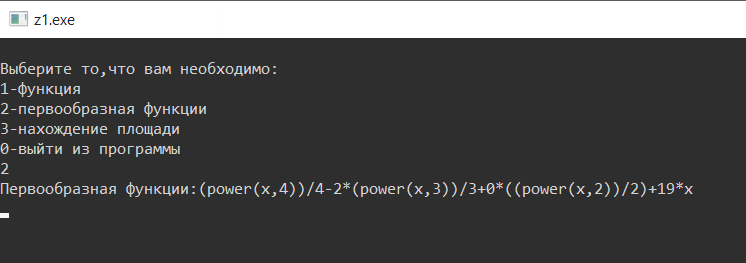 z1.exe
Выберите то,что вам необходимо:
1-функция
2-первообразная функции
3-нахождение площади
0-выйти из программы
2
Первообразная функции:(power(x,4))/4-2*(power(x,3))/3+0*((power(x,2))/2)+19*x